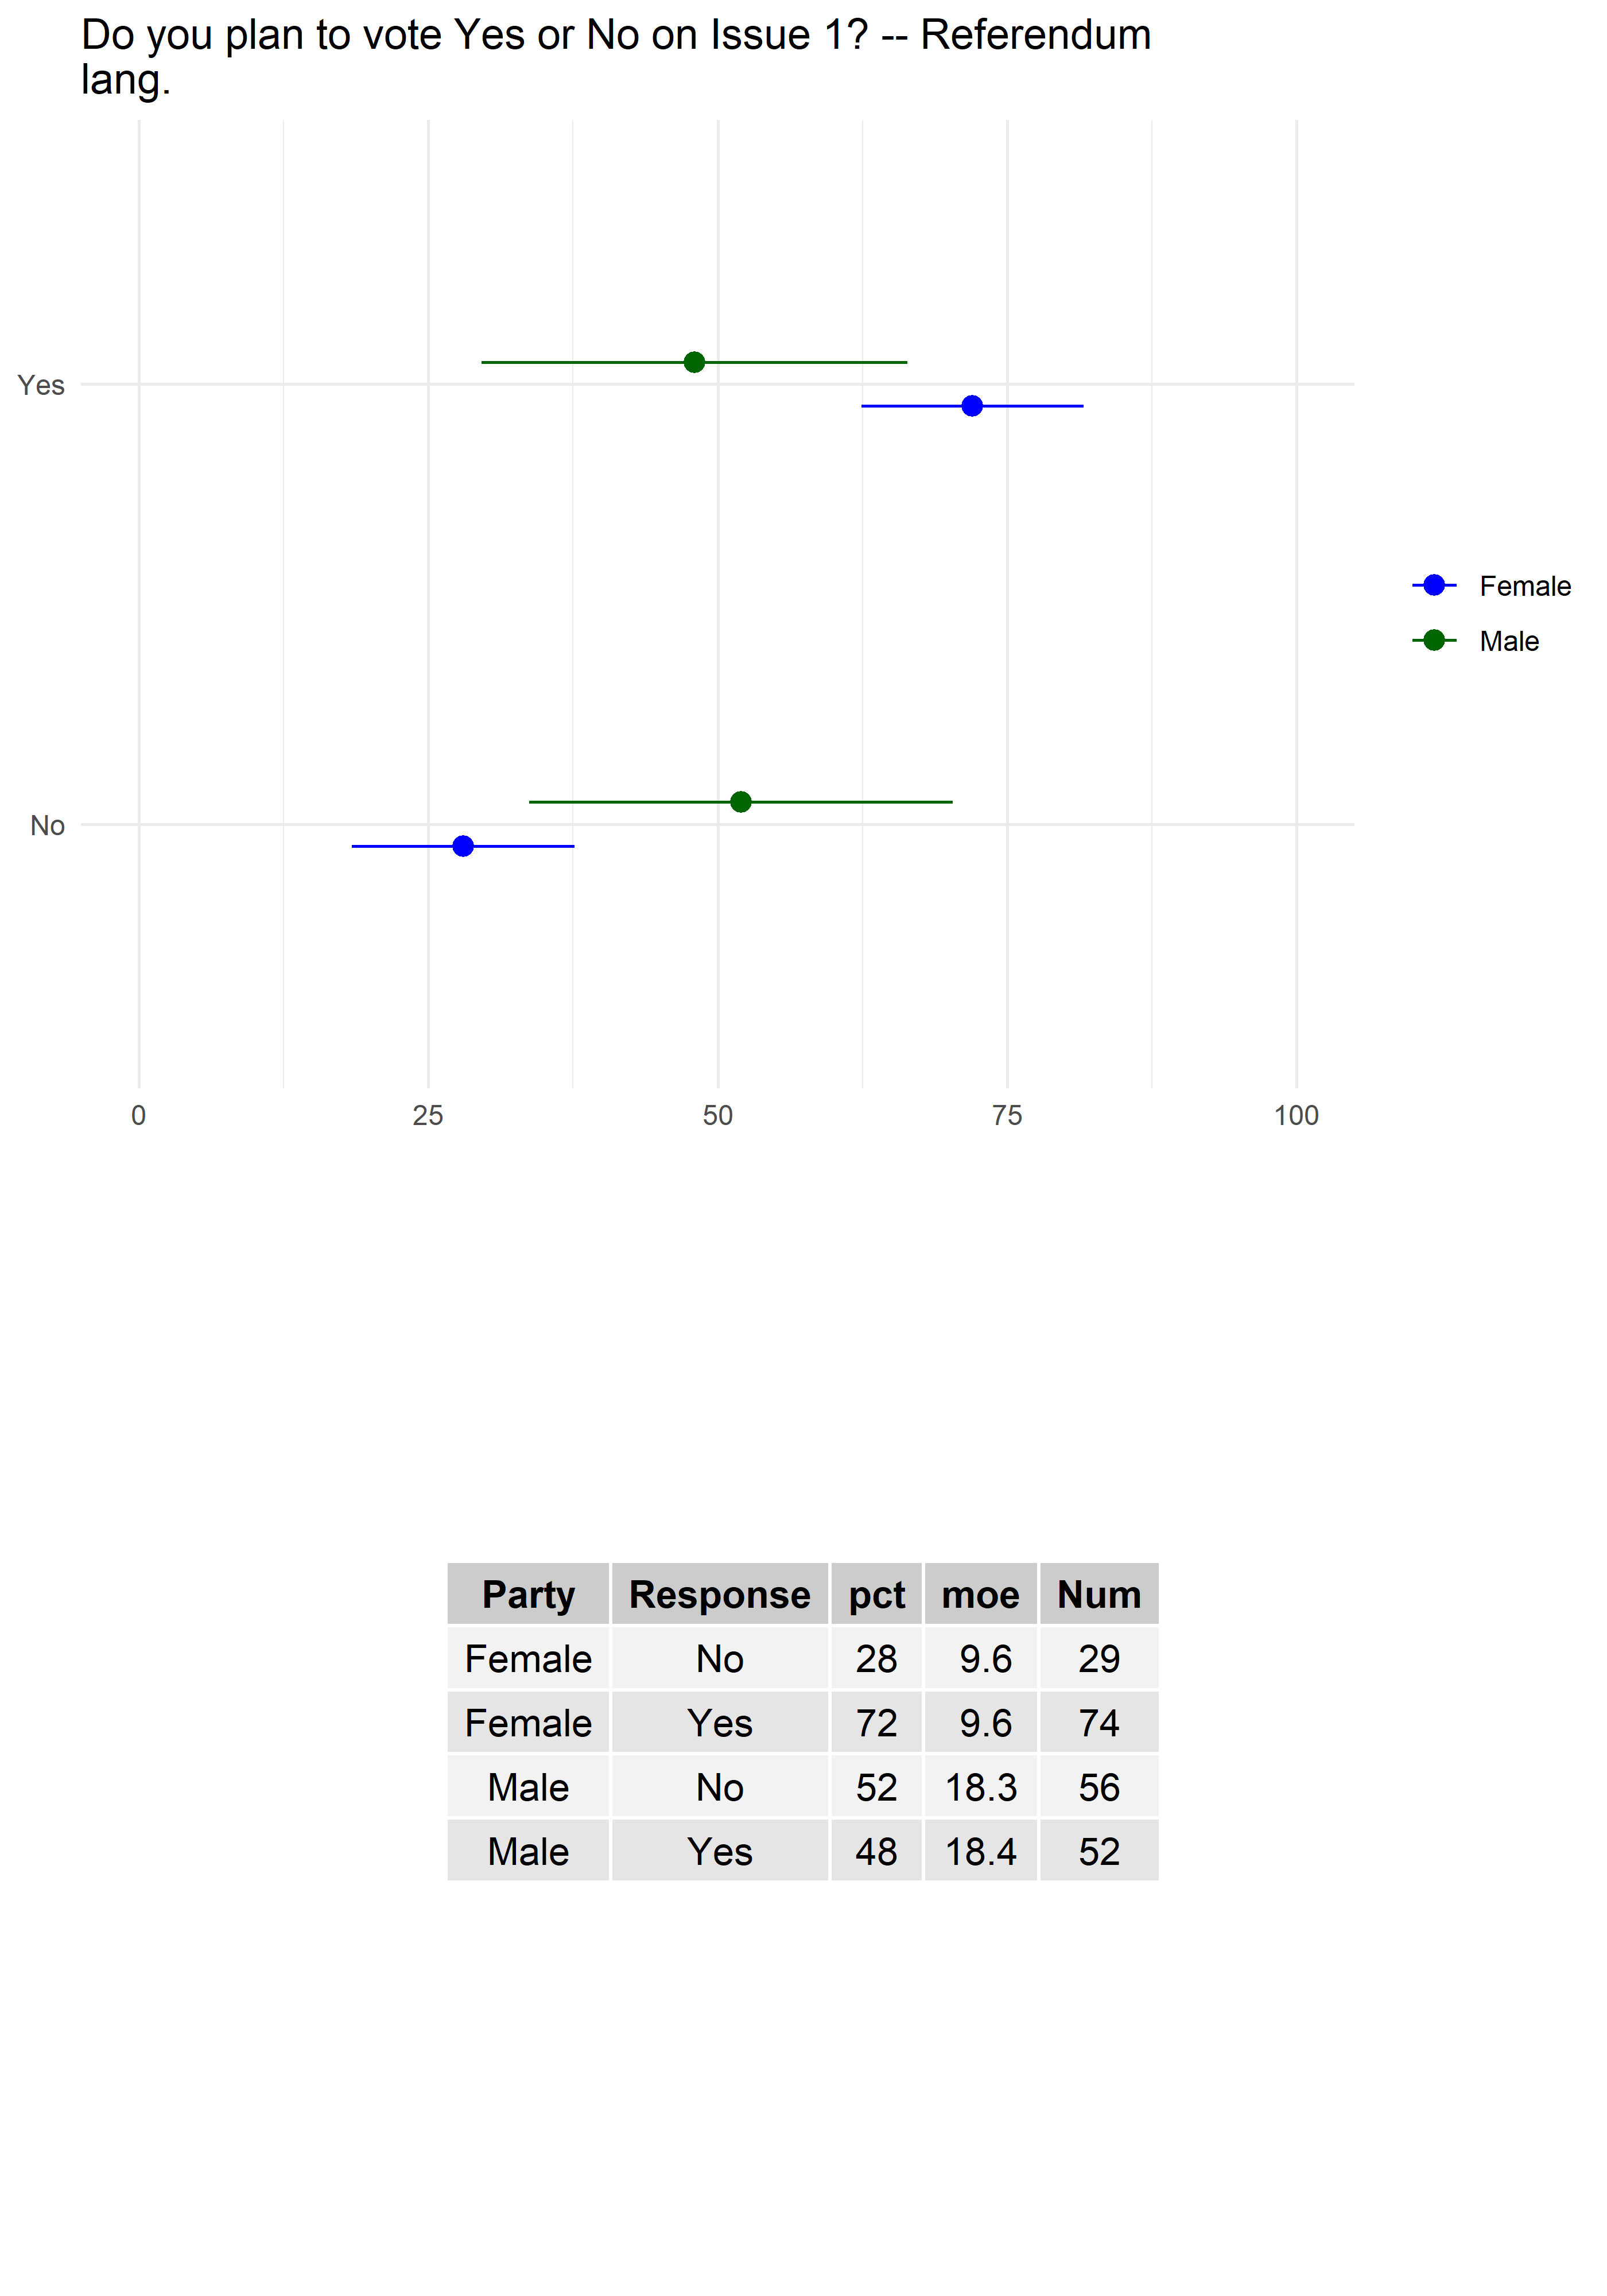 Do you plan to vote Yes or No on Issue 1? -- Referendum
lang.
Yes
No
Female
Male
0 25 50 75 100
Party Response pct moe Num
Female No 28 9.6 29
Female Yes 72 9.6 74
Male No 52 18.3 56
Male Yes 48 18.4 52